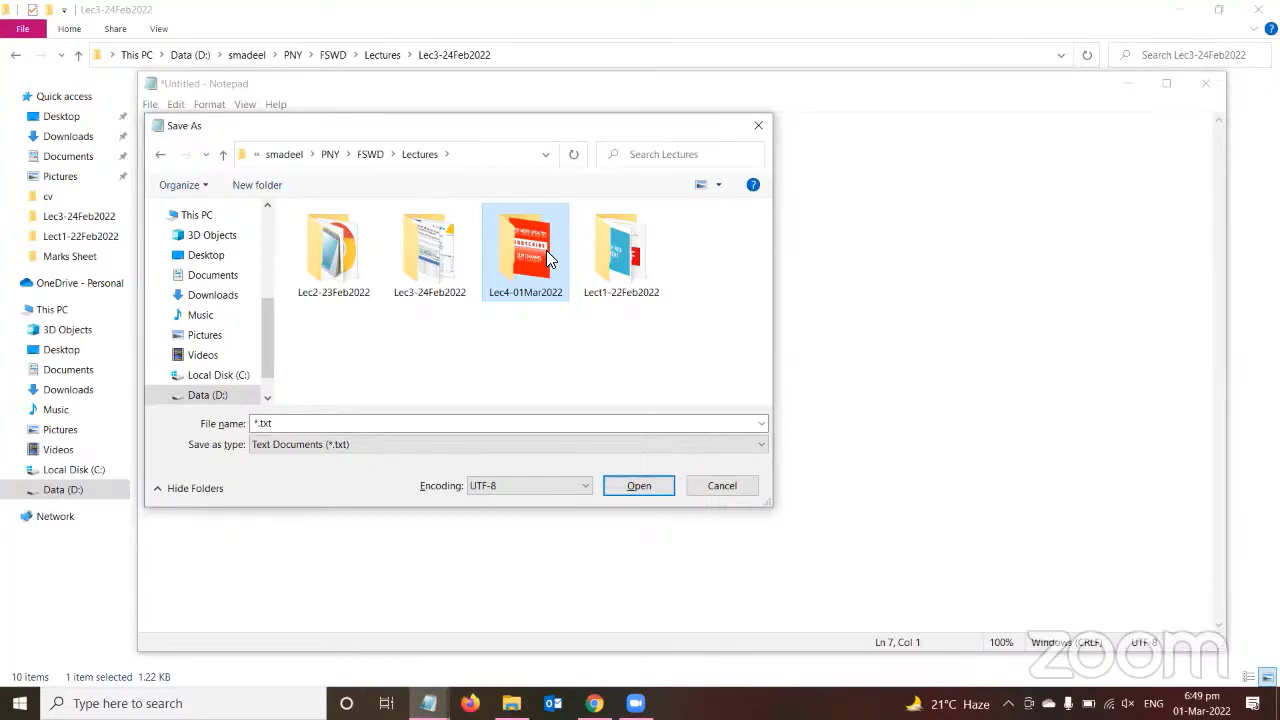 Lec3-24Feb2022
File Home Share View
This PC Data (D:) smadeel PNY FSWD Lectures Lec3-24Feb2022
Search Lec3-24Feb2022
*Untitled - Notepad
File Edit Format View Help
Save As
« smadeel PNY FSWD Lectures
Search Lectures
Organize New folder
Quick access
Desktop
Downloads
Documents
Pictures
cv
Lec3-24Feb2022
Lect1-22Feb2022
Marks Sheet
OneDrive - Personal
This PC
3D Objects
Desktop
Documents
Downloads
Music
Pictures
Videos
Local Disk (C:)
Data (D:)
Network
This PC
3D Objects
Desktop
Documents
Downloads
Music
Pictures
Videos
Local Disk (C:)
Data (D:)
SUBSCRIBE
Lec2-23Feb2022 Lec3-24Feb2022 Lec4-01Mar2022 Lect1-22Feb2022
File name: *.txt
Save as type: Text Documents (*.txt)
Hide Folders Encoding: UTF-8 Open Cancel
Ln 7, Col 1 100% Windows (CRLF) UTF-8
zoom
10 items 1 item selected 1.22 KB
Type here to search
21°C Haze ENG
6:49 pm
01-Mar-2022